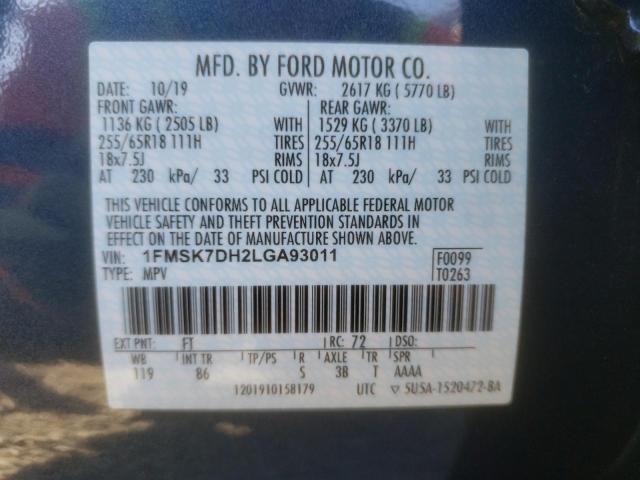 MFD. BY FORD MOTOR CO.
DATE: 10/19 GVWR: 2617 KG ( 5770 LB)
FRONT GAWR: REAR GAWR:
1136 KG ( 2505 LB) WITH 1529 KG ( 3370 LB) WITH
255/65R18 111H TIRES 255/65R18 111H TIRES
18x7.5J RIMS 18x7.5J RIMS
AT 230 kPa/ 33 PSI COLD AT 230 kPa/ 33 PSI COLD
THIS VEHICLE CONFORMS TO ALL APPLICABLE FEDERAL MOTOR
VEHICLE SAFETY AND THEFT PREVENTION STANDARDS IN
EFFECT ON THE DATE OF MANUFACTURE SHOWN ABOVE.
VIN: 1FMSK7DH2LGA93011 F0099
TYPE: MPV T0263
EXT PNT: FT RC: 72 DSO:
WB INT TR TP/PS R AXLE TR SPR
119 86 S 3B T AAAA
1201910158179 UTC ▽ 5USA-1520472-BA